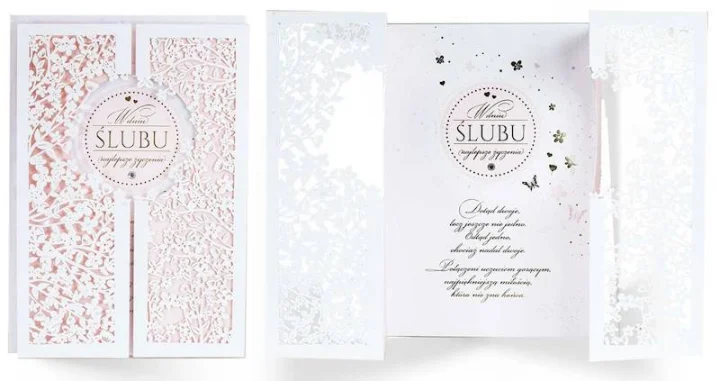 W dniu
ŚLUBU
najlepsze życzenia
W dniu
ŚLUBU
najlepsze życzenia
Dotąd dwoje,
lecz jeszcze nie jedno.
Odtąd jedno,
chociaż nadal dwoje.
Połączeni uczuciem gorącym,
najpiękniejszą miłością,
która nie zna końca.